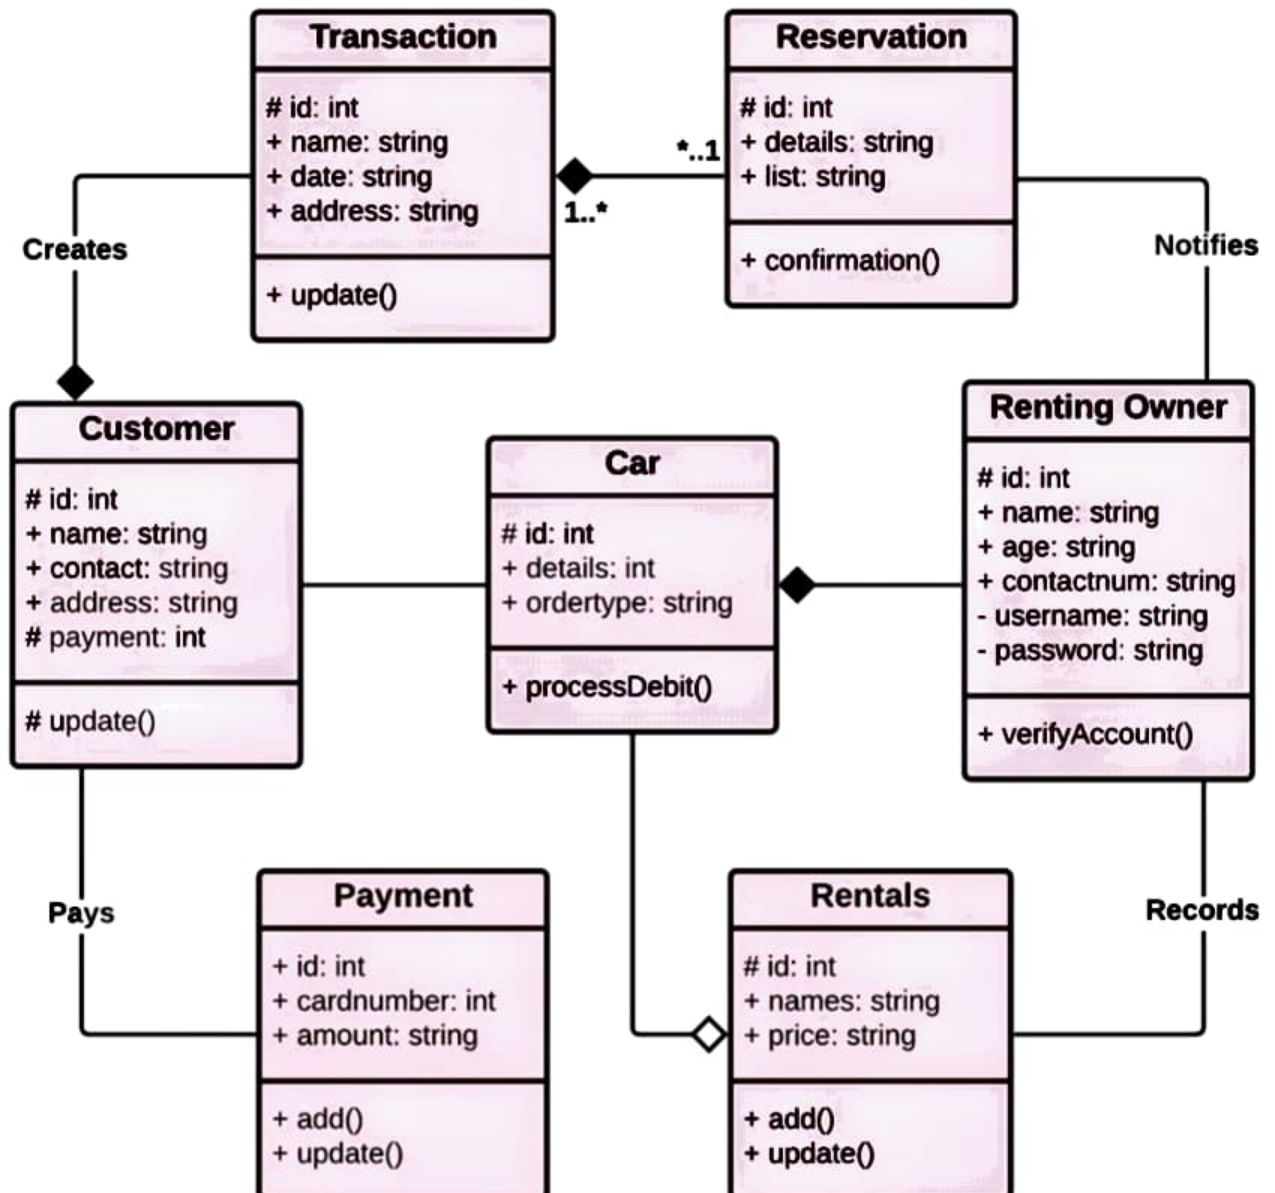 Transaction
# id: int
+ name: string
+ date: string
+ address: string
+ update()
Reservation
# id: int
+ details: string
+ list: string
+ confirmation()
*..1
1..*
Creates
Notifies
Customer
# id: int
+ name: string
+ contact: string
+ address: string
# payment: int
# update()
Car
# id: int
+ details: int
+ ordertype: string
+ processDebit()
Renting Owner
# id: int
+ name: string
+ age: string
+ contactnum: string
- username: string
- password: string
+ verifyAccount()
Pays
Payment
+ id: int
+ cardnumber: int
+ amount: string
+ add()
+ update()
Rentals
# id: int
+ names: string
+ price: string
+ add()
+ update()
Records